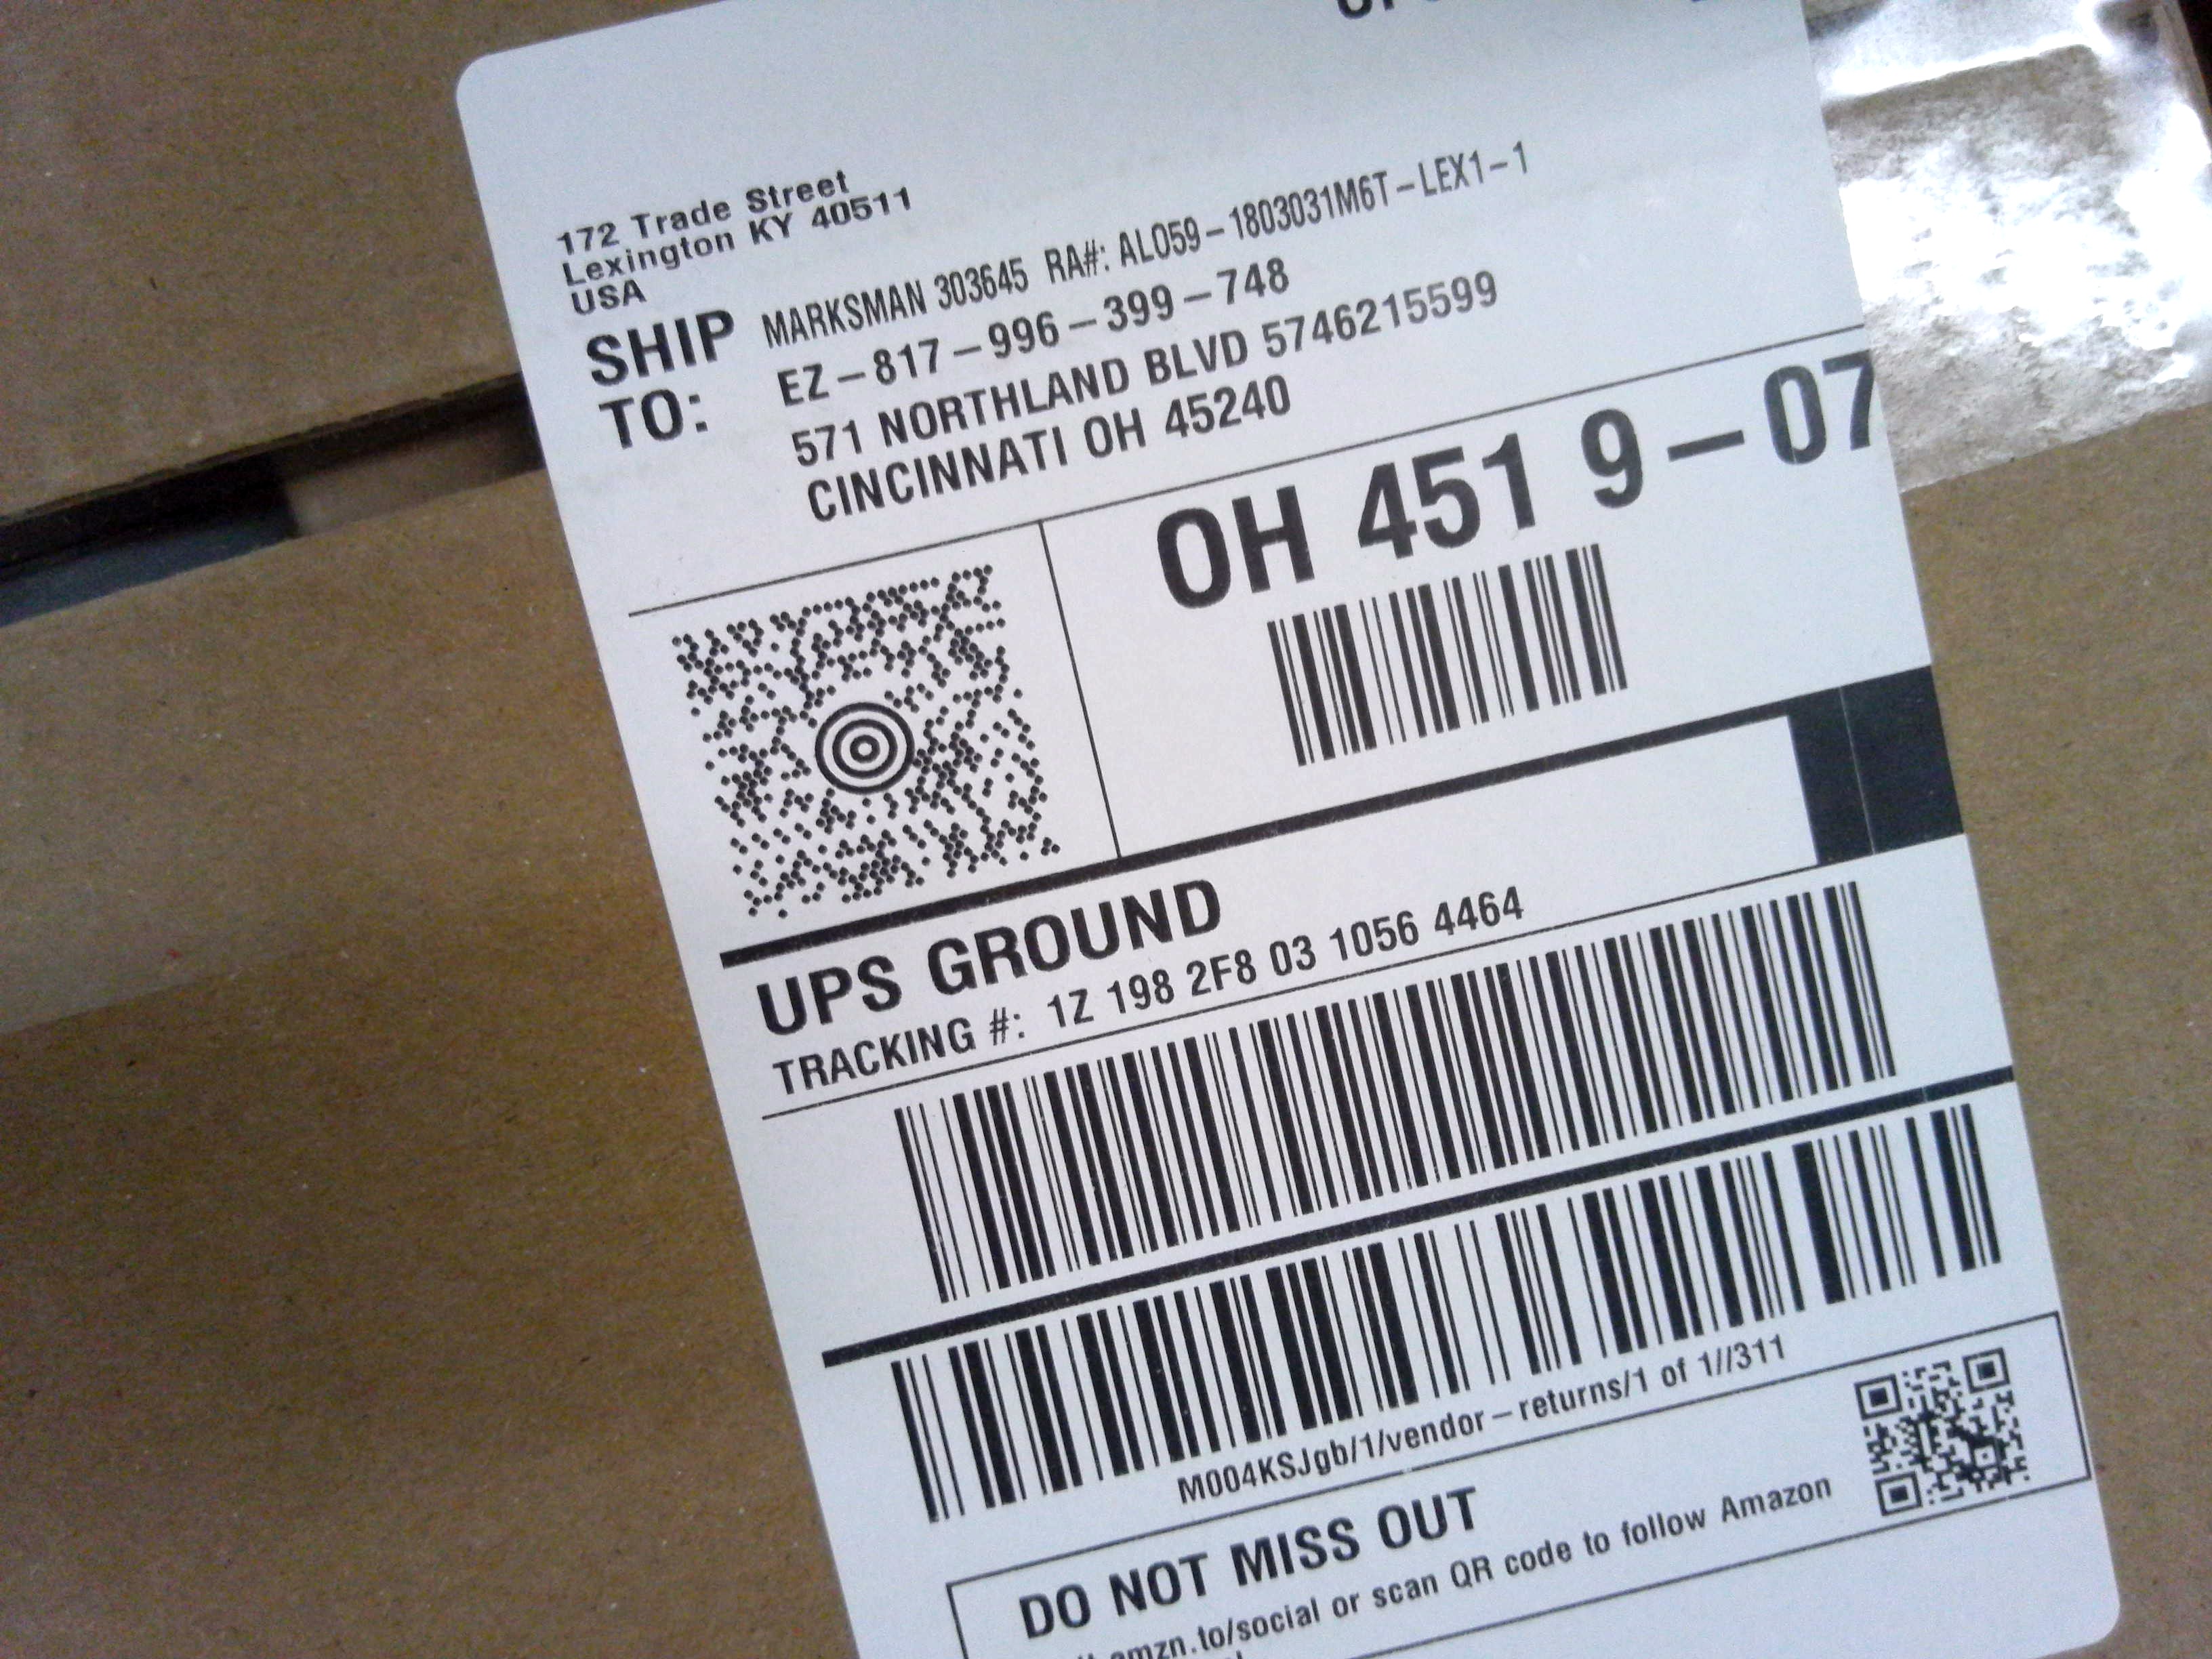 172 Trade Street
Lexington KY 40511
USA
SHIP TO:
MARKSMAN 303645 RA#: ALO59-1803031M6T-LEX1-1
EZ-817-996-399-748
571 NORTHLAND BLVD 5746215599
CINCINNATI OH 45240
OH 451 9-07
UPS GROUND
TRACKING #: 1Z 198 2F8 03 1056 4464
M004KSJgb/1/vendor-returns/1 of 1//311
DO NOT MISS OUT
amzn.to/social or scan QR code to follow Amazon